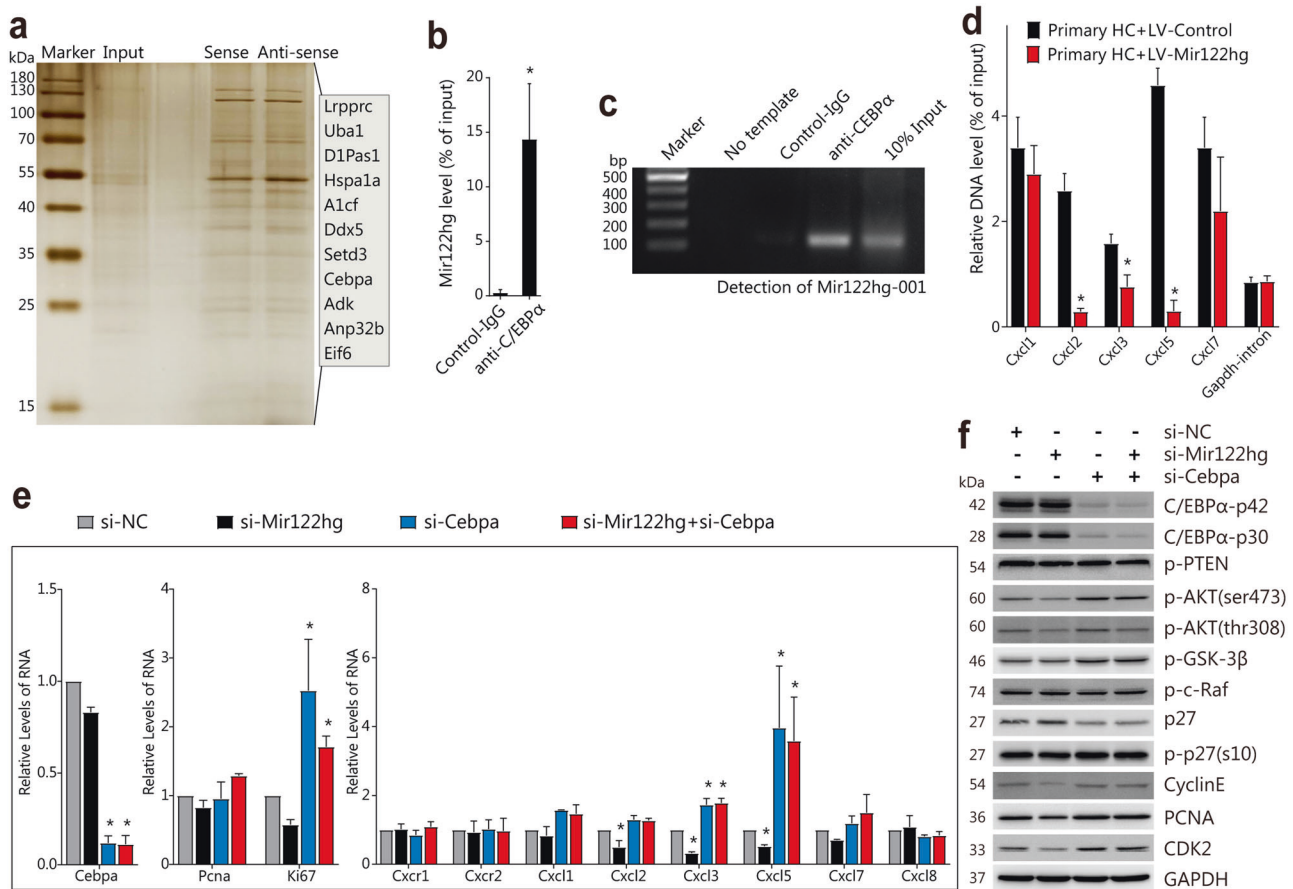 a
kDa Marker Input Sense Anti-sense
180
130
100
70
55
40
35
25
15
Lrpprc
Uba1
D1Pas1
Hspa1a
A1cf
Ddx5
Setd3
Cebpa
Adk
Anp32b
Eif6
b
Mir122hg level (% of input)
20
15
10
5
0
*
Control-IgG
anti-C/EBPα
c
Marker
No template
Control-IgG
anti-CEBPα
10% Input
bp
500
400
300
200
100
Detection of Mir122hg-001
d
Primary HC+LV-Control
Primary HC+LV-Mir122hg
Relative DNA level (% of input)
4
2
0
* * *
Cxcl1
Cxcl2
Cxcl3
Cxcl5
Cxcl7
Gapdh-intron
e
si-NC si-Mir122hg si-Cebpa si-Mir122hg+si-Cebpa
Relative Levels of RNA
1.5
1.0
0.5
0.0
* *
Cebpa
Relative Levels of RNA
4
3
2
1
0
* *
Pcna Ki67
Relative Levels of RNA
8
6
4
2
0
* * * * * * *
Cxcr1 Cxcr2 Cxcl1 Cxcl2 Cxcl3 Cxcl5 Cxcl7 Cxcl8
f
+ - - - si-NC
- + - + si-Mir122hg
- - + + si-Cebpa
kDa
42 C/EBPα-p42
28 C/EBPα-p30
54 p-PTEN
60 p-AKT(ser473)
60 p-AKT(thr308)
46 p-GSK-3β
74 p-c-Raf
27 p27
27 p-p27(s10)
54 CyclinE
36 PCNA
33 CDK2
37 GAPDH